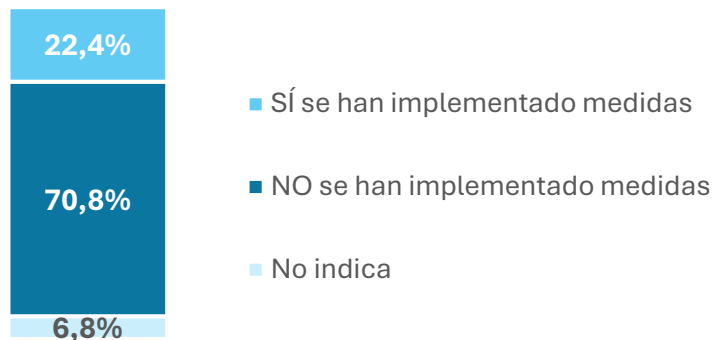 22,4%
SÍ se han implementado medidas
70,8%
NO se han implementado medidas
No indica
6,8%